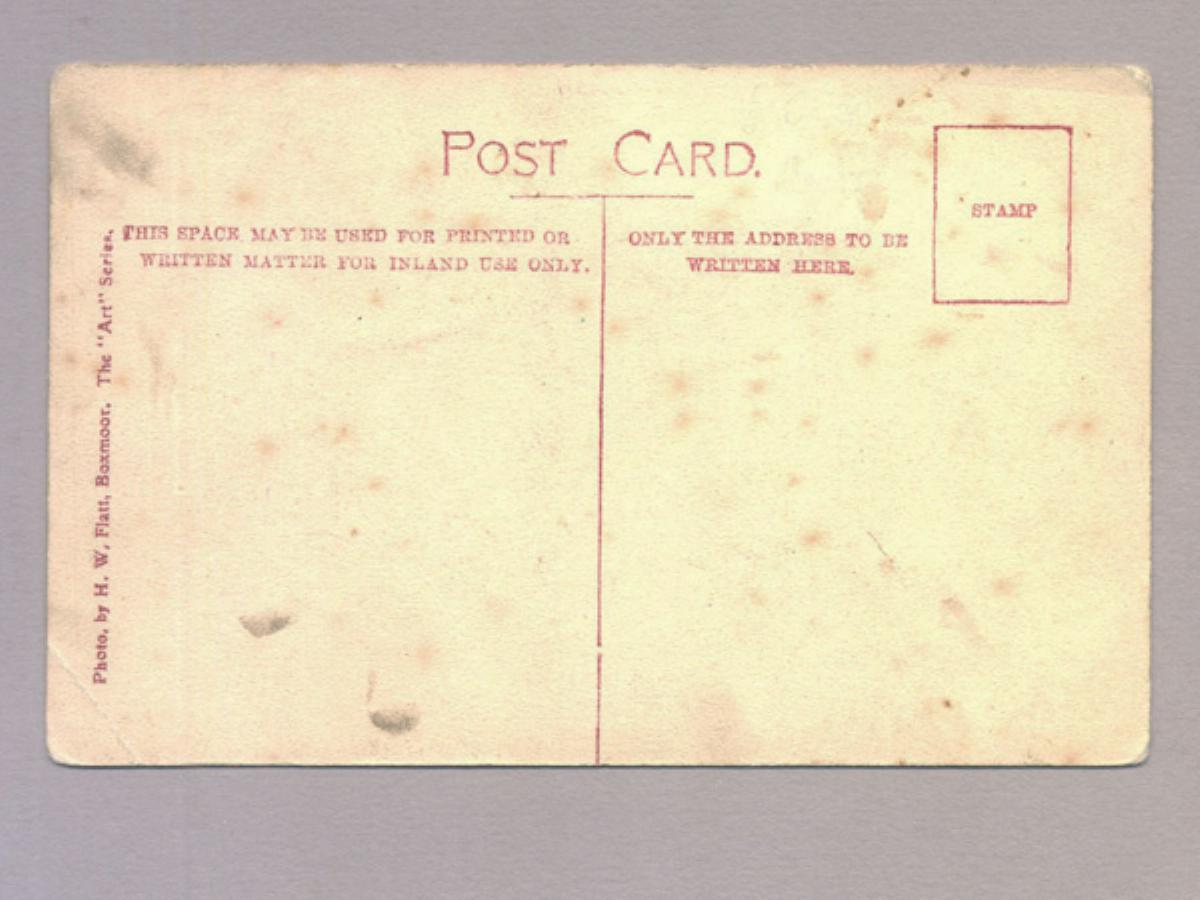 POST CARD.
THIS SPACE MAY BE USED FOR PRINTED OR
WRITTEN MATTER FOR INLAND USE ONLY.
ONLY THE ADDRESS TO BE
WRITTEN HERE.
STAMP
Photo. by H. W. Flatt, Boxmoor. The "Art" Series.